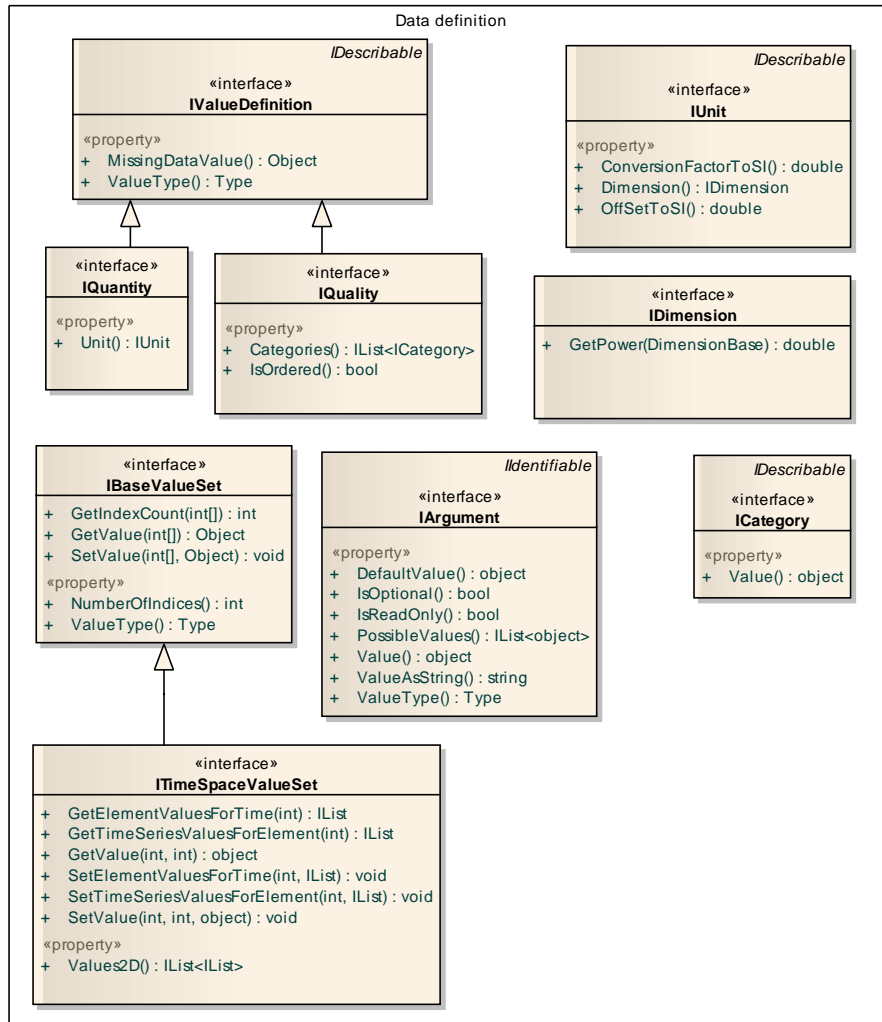 Data definition
IDescribable
«interface»
IValueDefinition
«property»
+ MissingDataValue() : Object
+ ValueType() : Type
IDescribable
«interface»
IUnit
«property»
+ ConversionFactorToSI() : double
+ Dimension() : IDimension
+ OffSetToSI() : double
«interface»
IQuantity
«property»
+ Unit() : IUnit
«interface»
IQuality
«property»
+ Categories() : IList<ICategory>
+ IsOrdered() : bool
«interface»
IDimension
+ GetPower(DimensionBase) : double
«interface»
IBaseValueSet
+ GetIndexCount(int[]) : int
+ GetValue(int[]) : Object
+ SetValue(int[], Object) : void
«property»
+ NumberOfIndices() : int
+ ValueType() : Type
IIdentifiable
«interface»
IArgument
«property»
+ DefaultValue() : object
+ IsOptional() : bool
+ IsReadOnly() : bool
+ PossibleValues() : IList<object>
+ Value() : object
+ ValueAsString() : string
+ ValueType() : Type
IDescribable
«interface»
ICategory
«property»
+ Value() : object
«interface»
ITimeSpaceValueSet
+ GetElementValuesForTime(int) : IList
+ GetTimeSeriesValuesForElement(int) : IList
+ GetValue(int, int) : object
+ SetElementValuesForTime(int, IList) : void
+ SetTimeSeriesValuesForElement(int, IList) : void
+ SetValue(int, int, object) : void
«property»
+ Values2D() : IList<IList>